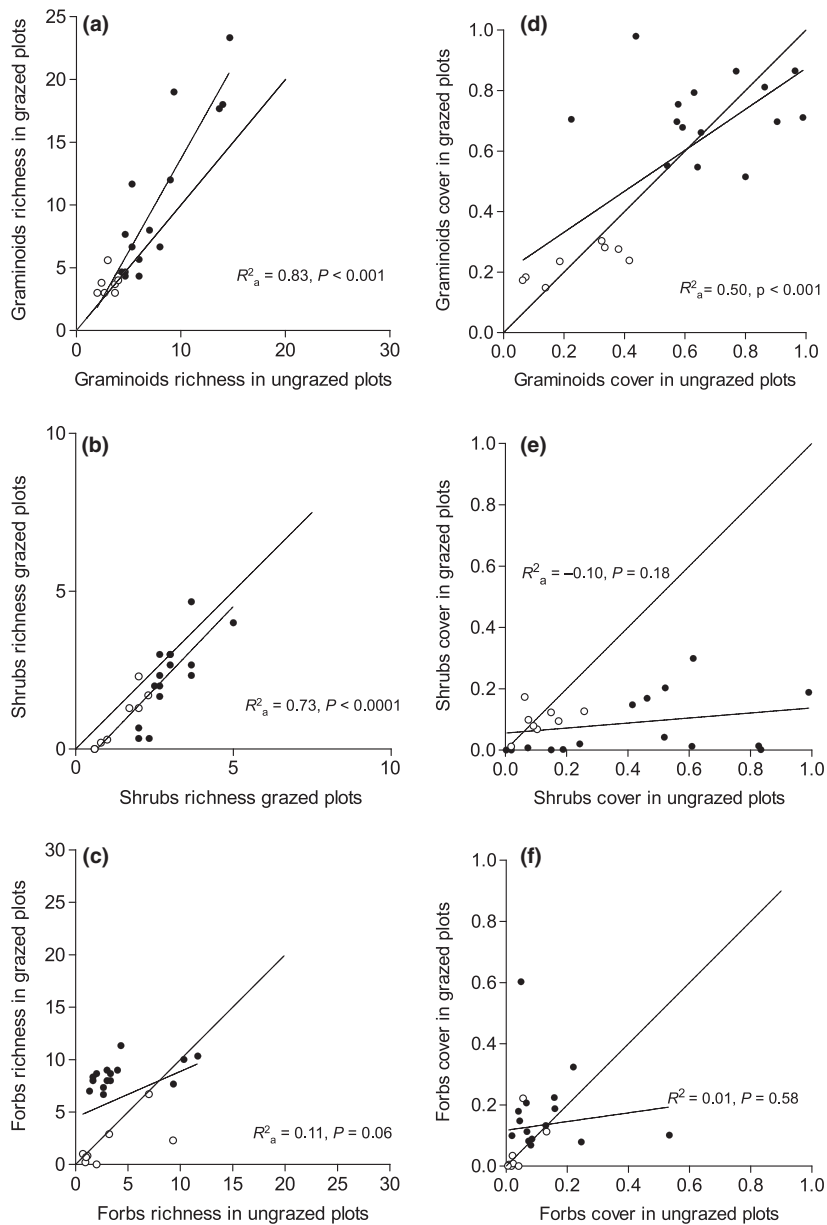 (a)
Graminoids richness in grazed plots
25
20
15
10
5
0
R²a = 0.83, P < 0.001
0 10 20 30
Graminoids richness in ungrazed plots
(b)
Shrubs richness grazed plots
10
5
0
R²a = 0.73, P < 0.0001
0 5 10
Shrubs richness grazed plots
(c)
Forbs richness in grazed plots
30
25
20
15
10
5
0
R²a = 0.11, P = 0.06
0 5 10 15 20 25 30
Forbs richness in ungrazed plots
(d)
Graminoids cover in grazed plots
1.0
0.8
0.6
0.4
0.2
0.0
R²a = 0.50, p < 0.001
0.0 0.2 0.4 0.6 0.8 1.0
Graminoids cover in ungrazed plots
(e)
Shrubs cover in grazed plots
1.0
0.8
0.6
0.4
0.2
0.0
R²a = –0.10, P = 0.18
0.0 0.2 0.4 0.6 0.8 1.0
Shrubs cover in ungrazed plots
(f)
Forbs cover in grazed plots
1.0
0.8
0.6
0.4
0.2
0.0
R² = 0.01, P = 0.58
0.0 0.2 0.4 0.6 0.8 1.0
Forbs cover in ungrazed plots